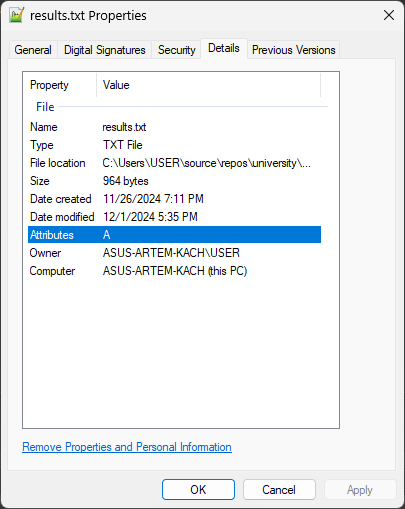 results.txt Properties
General Digital Signatures Security Details Previous Versions
Property Value
File
Name results.txt
Type TXT File
File location C:\Users\USER\source\repos\university\...
Size 964 bytes
Date created 11/26/2024 7:11 PM
Date modified 12/1/2024 5:35 PM
Attributes A
Owner ASUS-ARTEM-KACH\USER
Computer ASUS-ARTEM-KACH (this PC)
Remove Properties and Personal Information
OK Cancel Apply